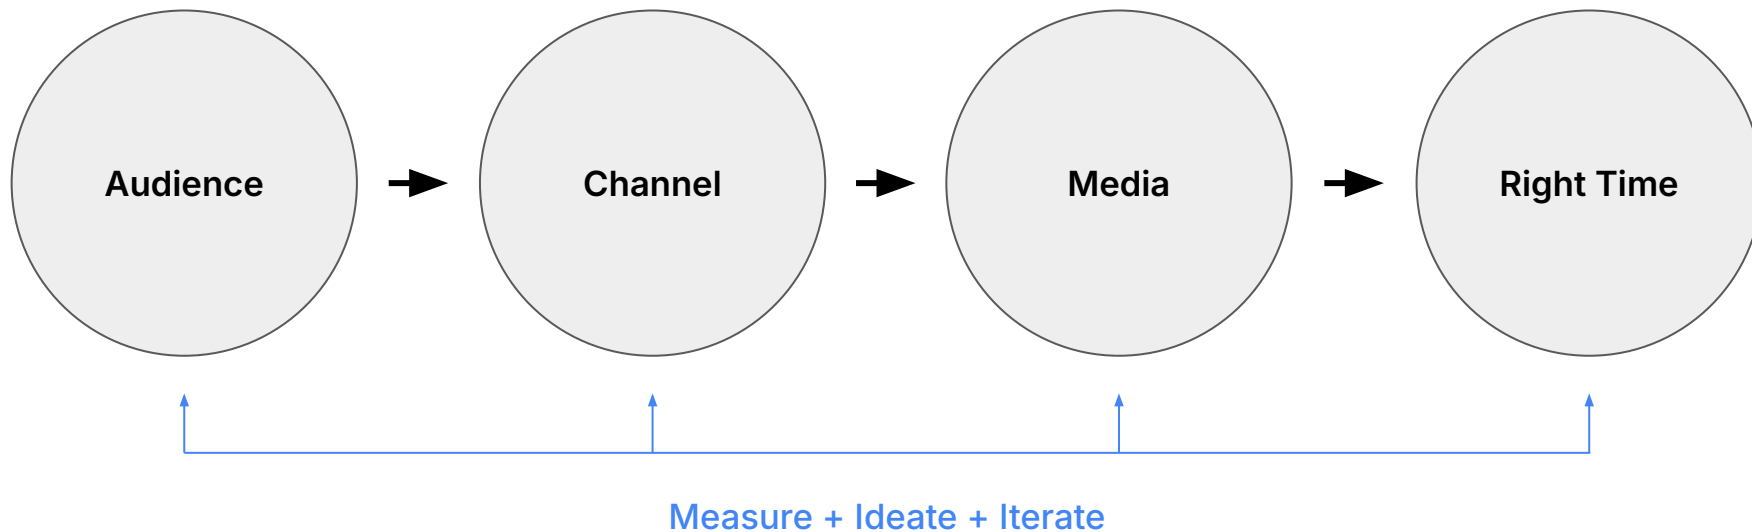 Audience
Channel
Media
Right Time
Measure + Ideate + Iterate